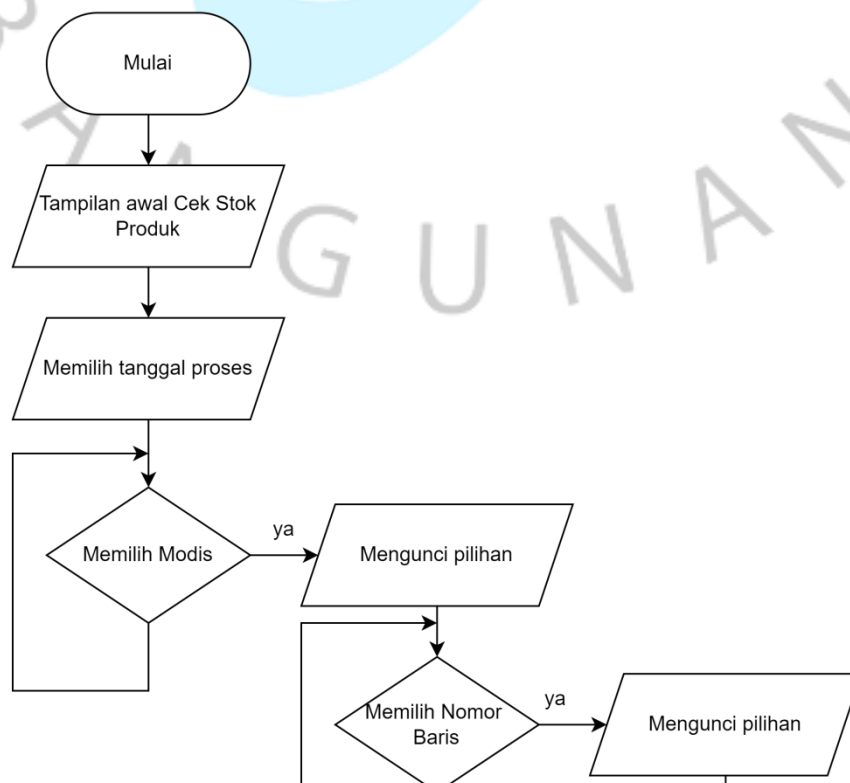 Mulai
Tampilan awal Cek Stok
Produk
Memilih tanggal proses
Memilih Modis
ya
Mengunci pilihan
Memilih Nomor
Baris
ya
Mengunci pilihan
A N G U N A N